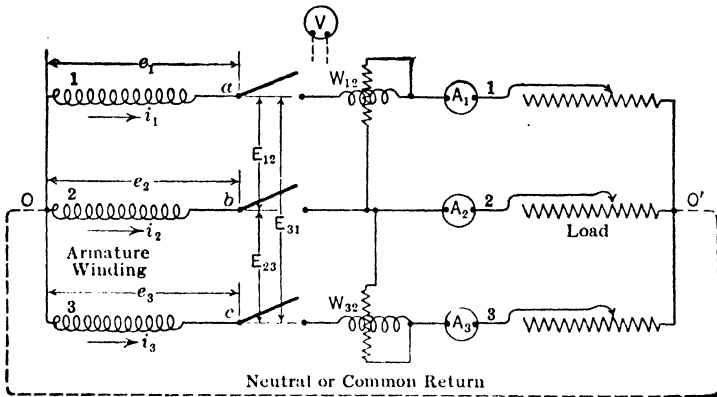 V
e₁
1
a
W₁₂
A₁
1
i₁
E₁₂
e₂
O
2
b
E₃₁
A₂
2
O'
i₂
Load
Armature
Winding
E₂₃
e₃
W₃₂
3
c
A₃
3
i₃
Neutral or Common Return